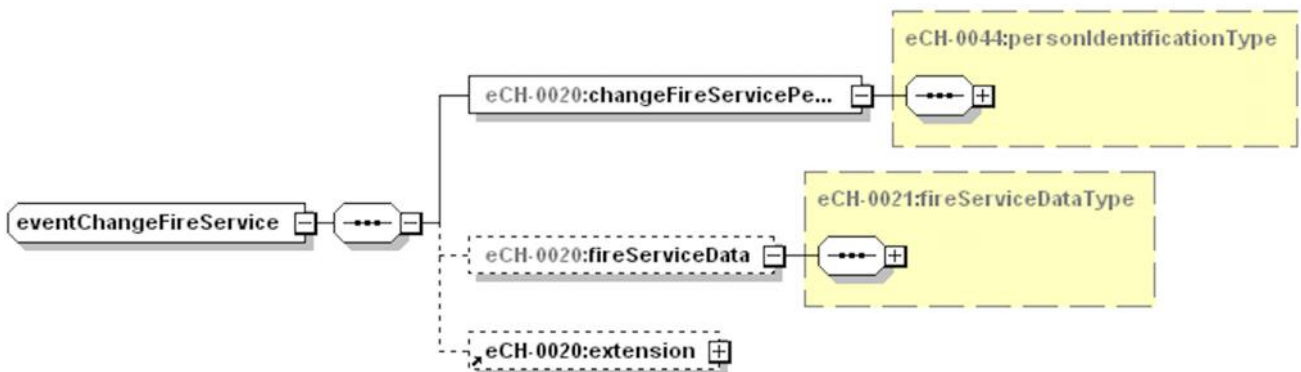 eCH-0044:personIdentificationType
eCH-0020:changeFireServicePe...
eCH-0021:fireServiceDataType
eventChangeFireService
eCH-0020:fireServiceData
eCH-0020:extension